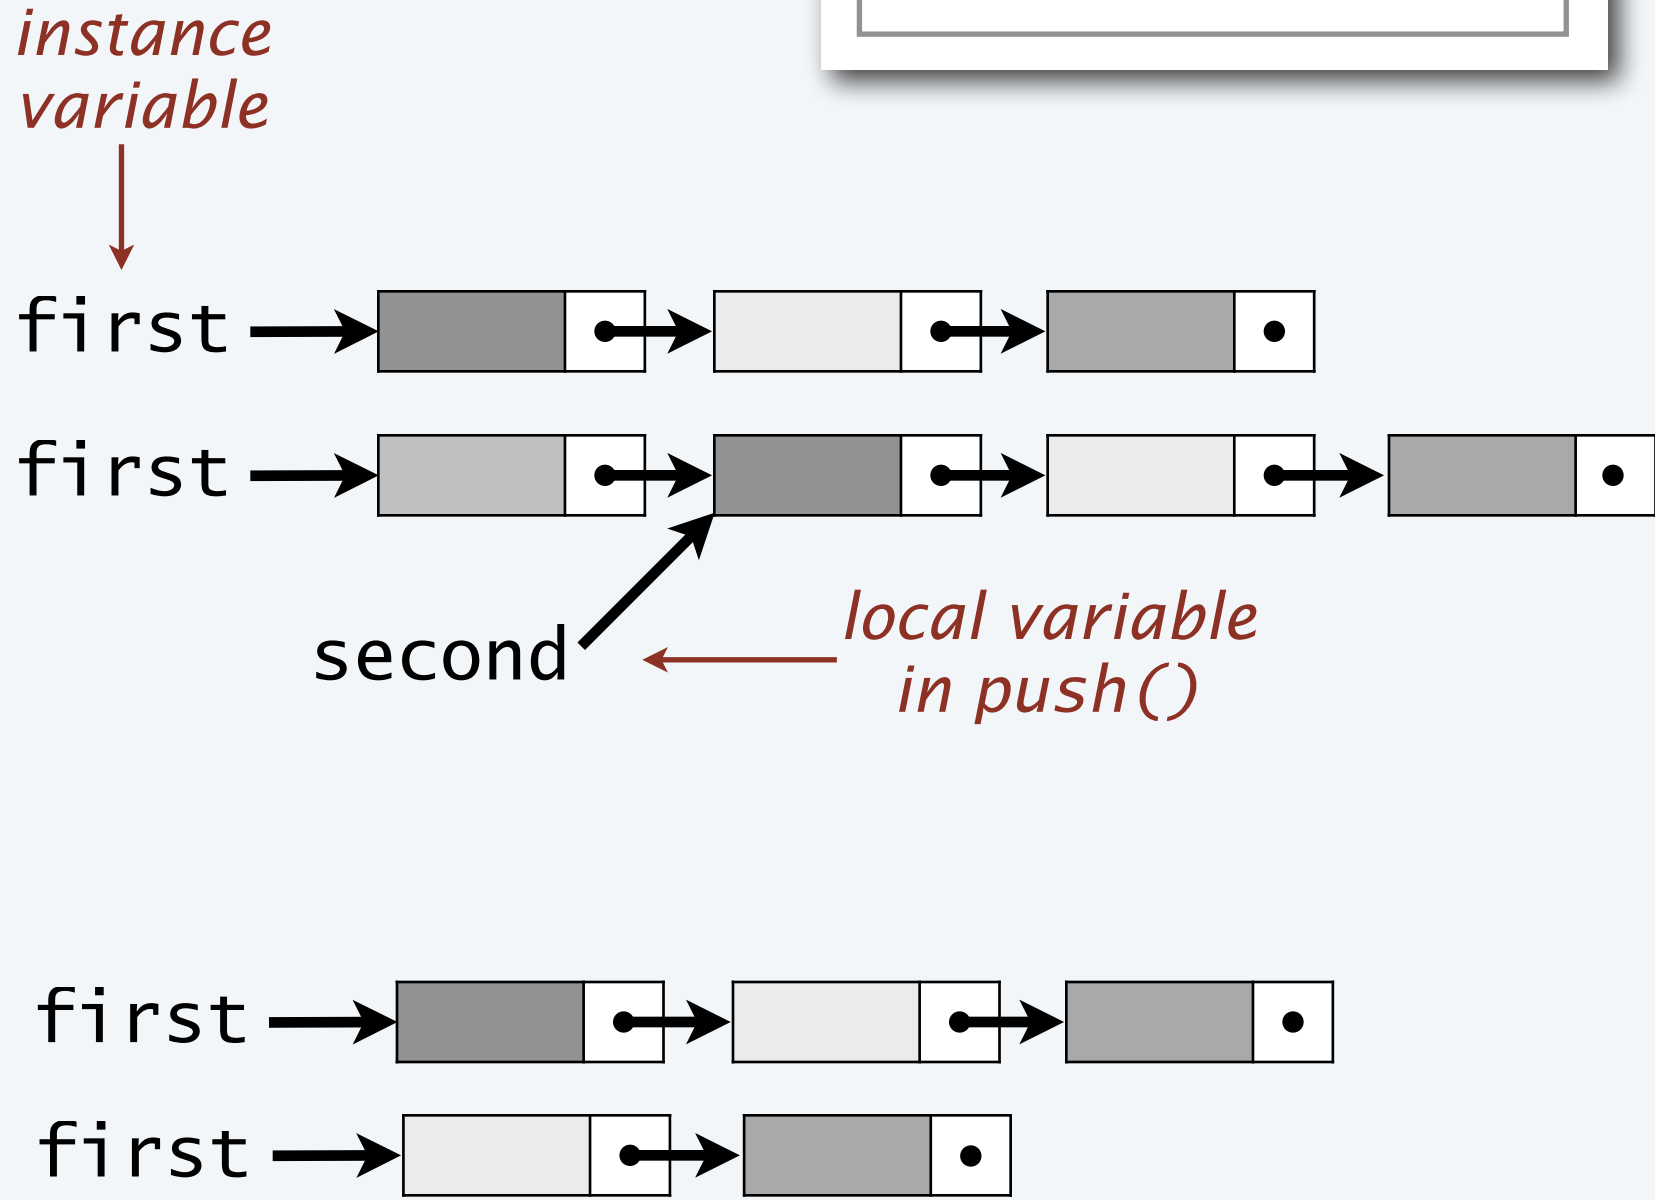 instance
variable
first
first
second
local variable
in push()
first
first